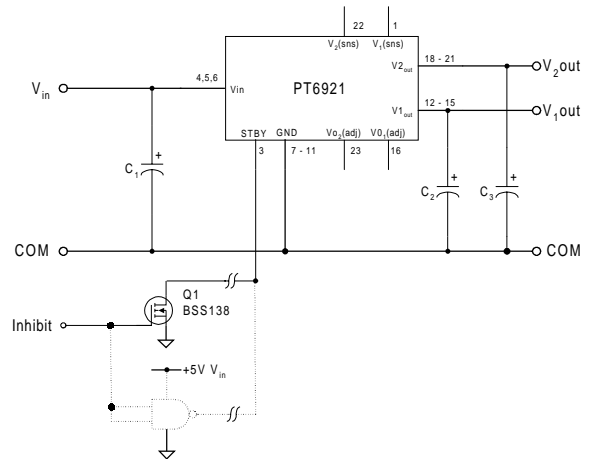 22 1
V2(sns) V1(sns)
18 - 21
V2out
V2out
4,5,6
Vin
Vin
PT6921
12 - 15
V1out
V1out
STBY GND Vo2(adj) V01(adj)
3 7 - 11 23 16
+
C1
+
C2
+
C3
COM
COM
Q1
BSS138
Inhibit
+5V Vin